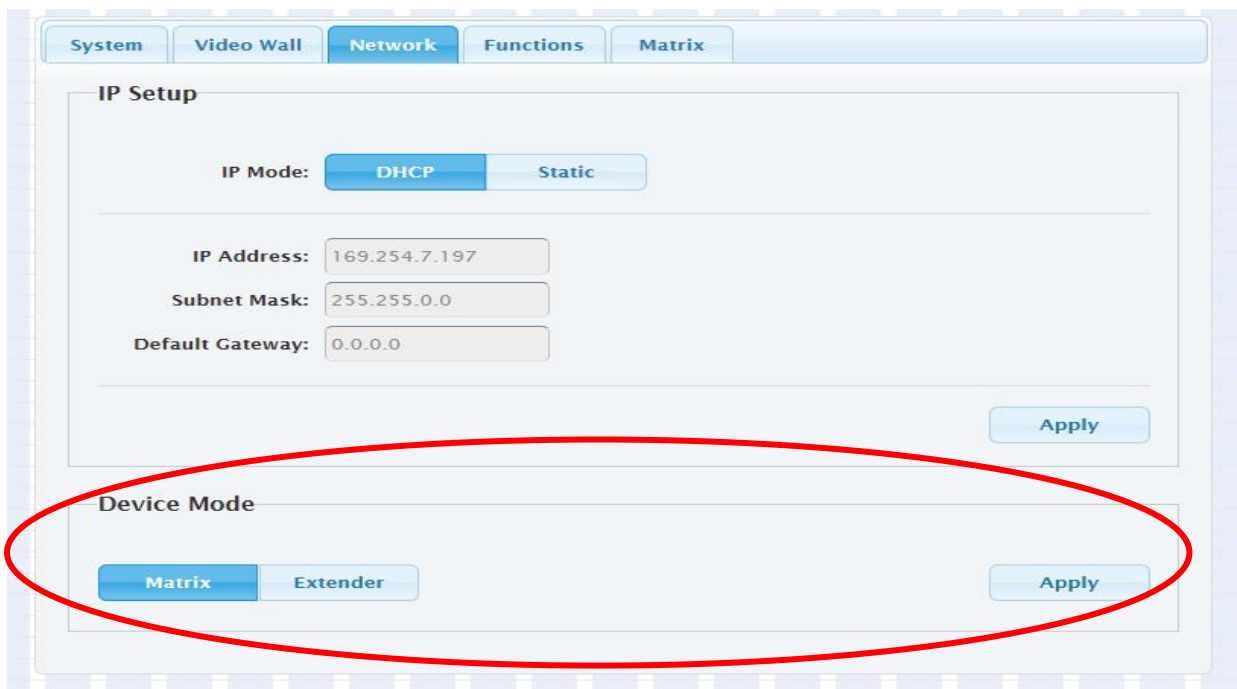 System Video Wall Network Functions Matrix
IP Setup
IP Mode: DHCP Static
IP Address: 169.254.7.197
Subnet Mask: 255.255.0.0
Default Gateway: 0.0.0.0
Apply
Device Mode
Matrix Extender Apply